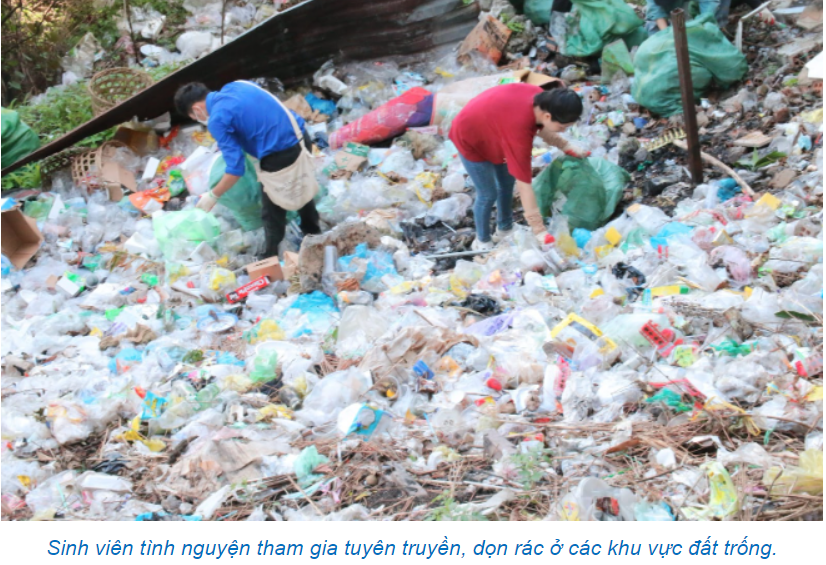 Sinh viên tình nguyện tham gia tuyên truyền, dọn rác ở các khu vực đất trống.